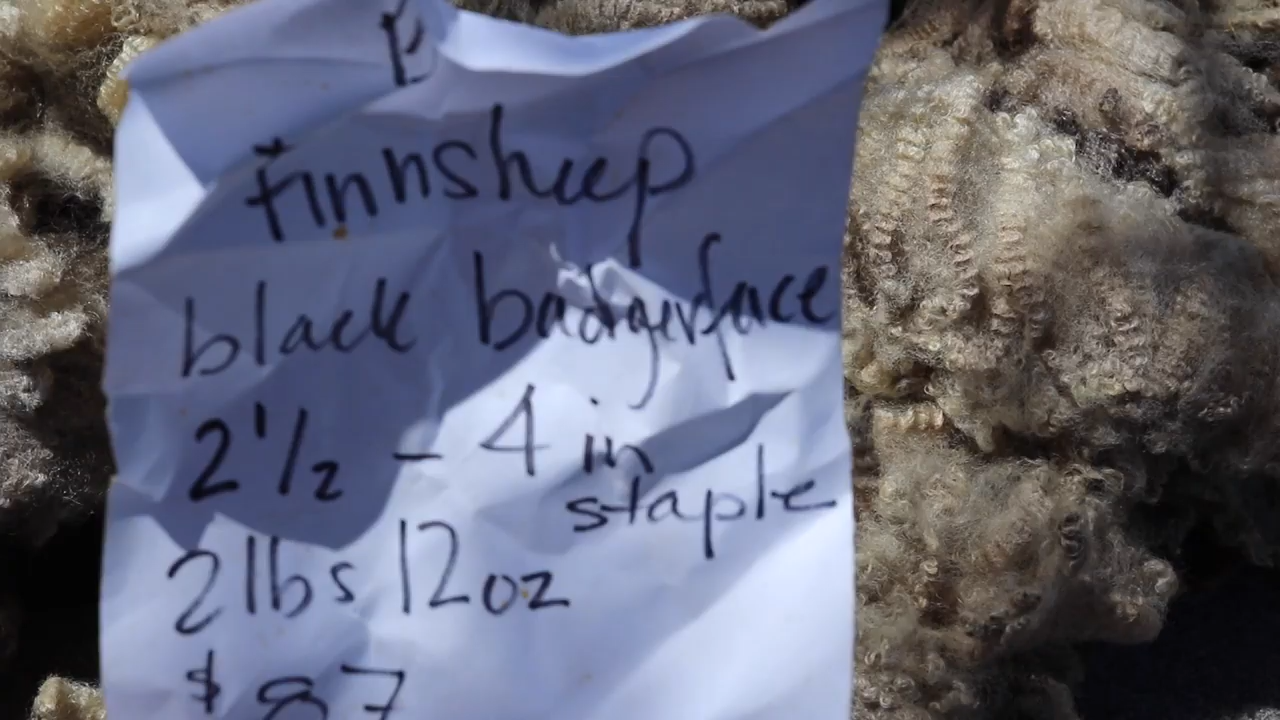 E
Finnsheep
black badgerface
2 1/2 - 4 in
staple
2 lbs 12 oz
$87